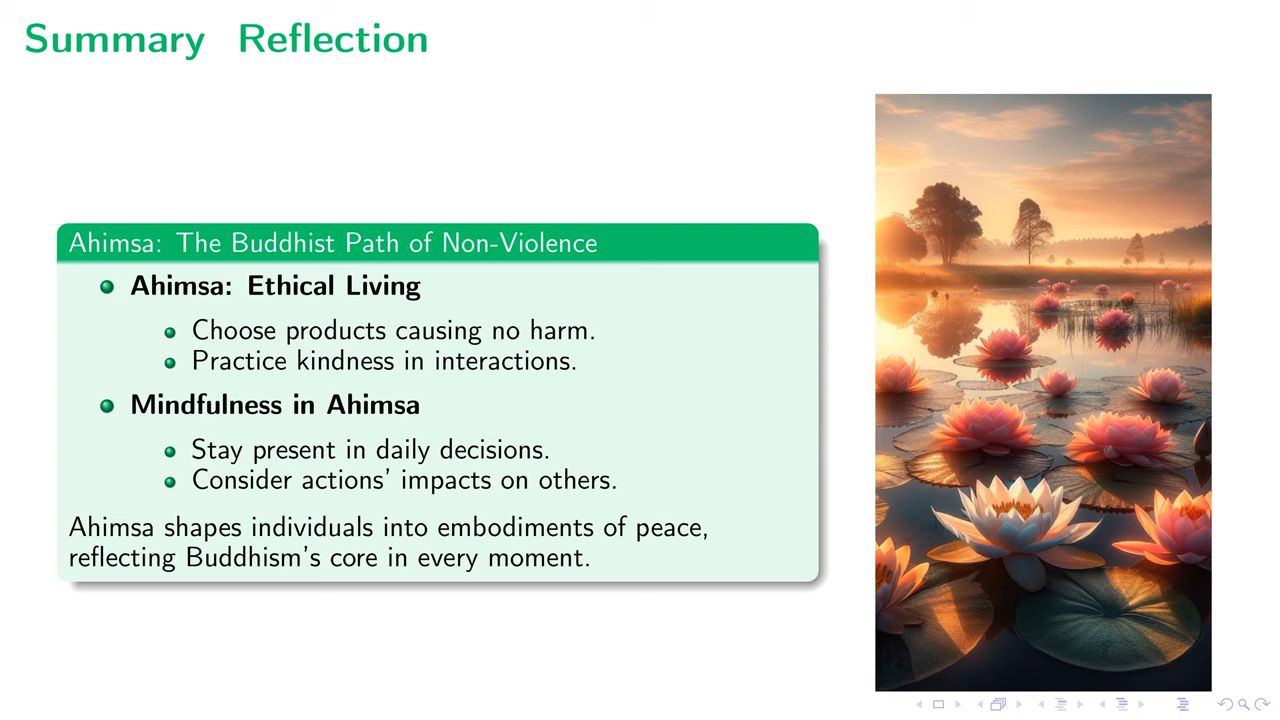 Summary Reflection
Ahimsa: The Buddhist Path of Non-Violence
Ahimsa: Ethical Living
Choose products causing no harm.
Practice kindness in interactions.
Mindfulness in Ahimsa
Stay present in daily decisions.
Consider actions' impacts on others.
Ahimsa shapes individuals into embodiments of peace,
reflecting Buddhism's core in every moment.